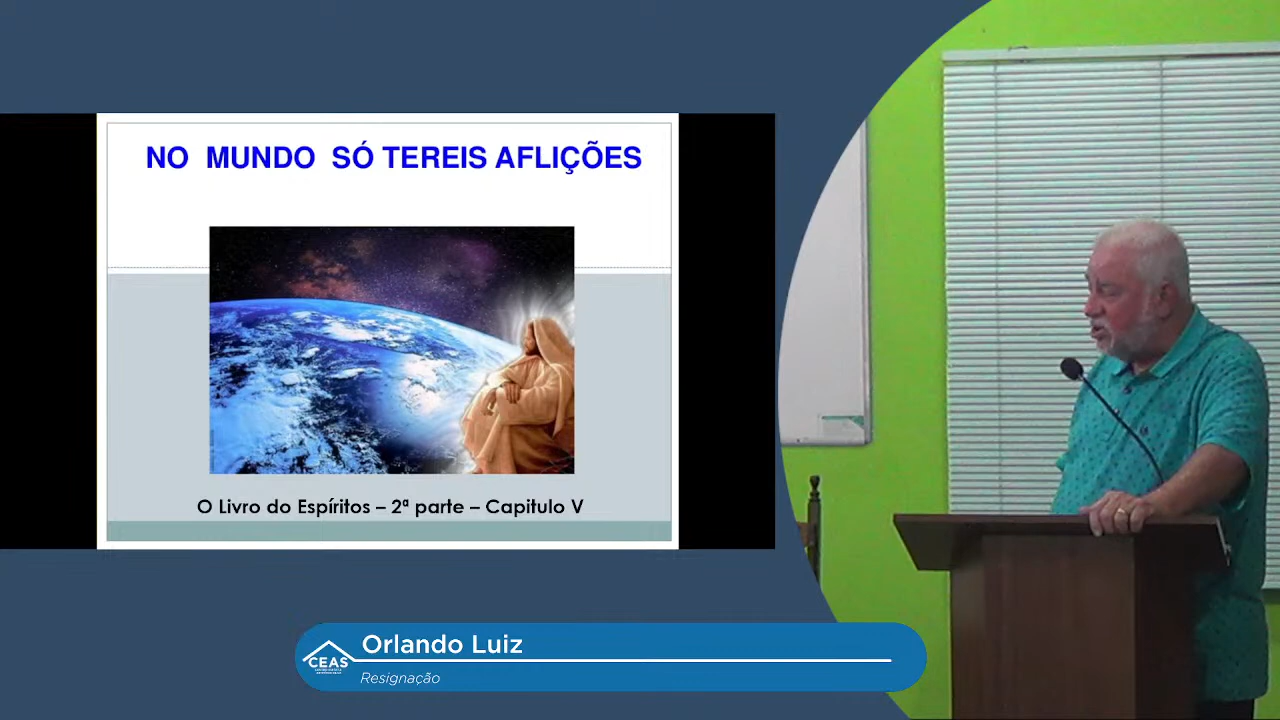 NO MUNDO SÓ TEREIS AFLIÇÕES
O Livro do Espíritos – 2ª parte – Capitulo V
Orlando Luiz
CEAS
Resignação